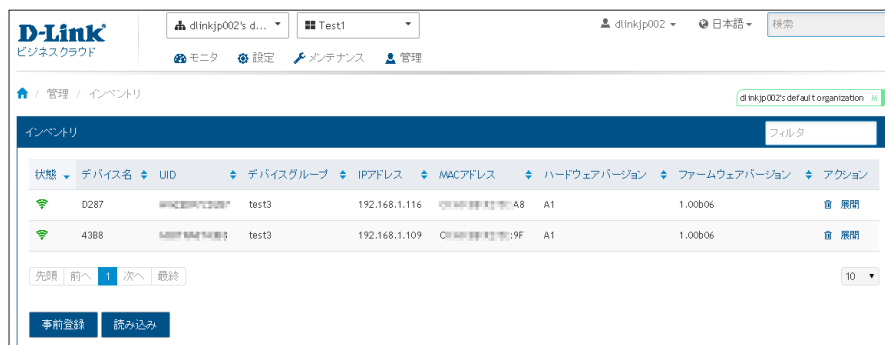 D-Link
ビジネスクラウド
dlinkjp002's d...
Test1
dlinkjp002
日本語
検索
モニタ 設定 メンテナンス 管理
/ 管理 / インベントリ
dlinkjp002's default organization
インベントリ
フィルタ
状態 デバイス名 UID デバイスグループ IPアドレス MACアドレス ハードウェアバージョン ファームウェアバージョン アクション
D287 test3 192.168.1.116 A8 A1 1.00b06 展開
43B8 test3 192.168.1.109 :9F A1 1.00b06 展開
先頭 前へ 1 次へ 最終
10
事前登録 読み込み